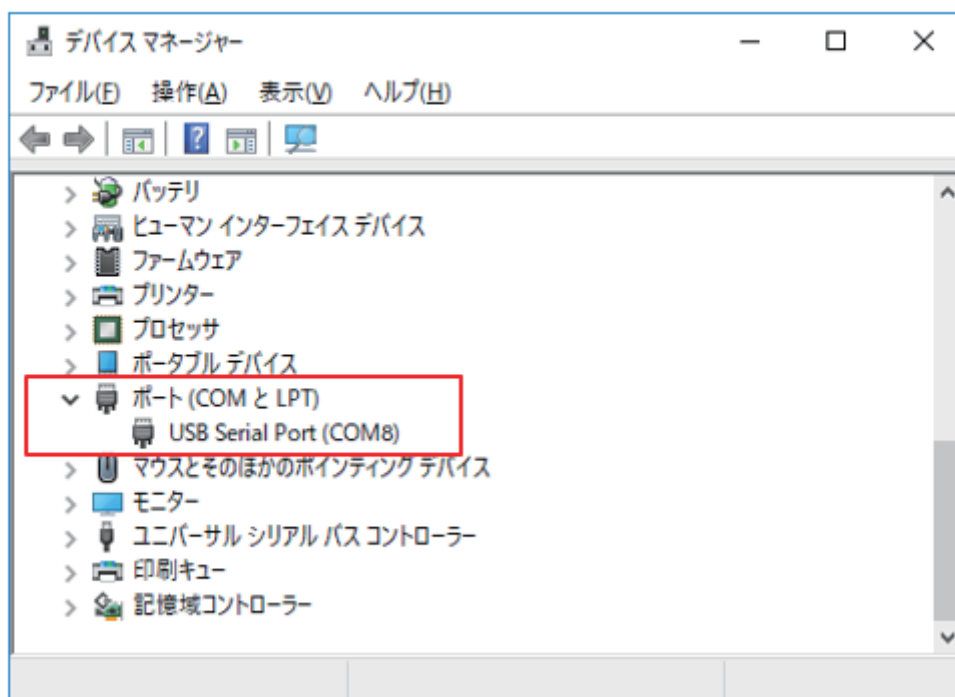 デバイス マネージャー
ファイル(F) 操作(A) 表示(V) ヘルプ(H)
バッテリ
ヒューマン インターフェイス デバイス
ファームウェア
プリンター
プロセッサ
ポータブル デバイス
ポート (COM と LPT)
USB Serial Port (COM8)
マウスとそのほかのポインティング デバイス
モニター
ユニバーサル シリアル バス コントローラー
印刷キュー
記憶域コントローラー